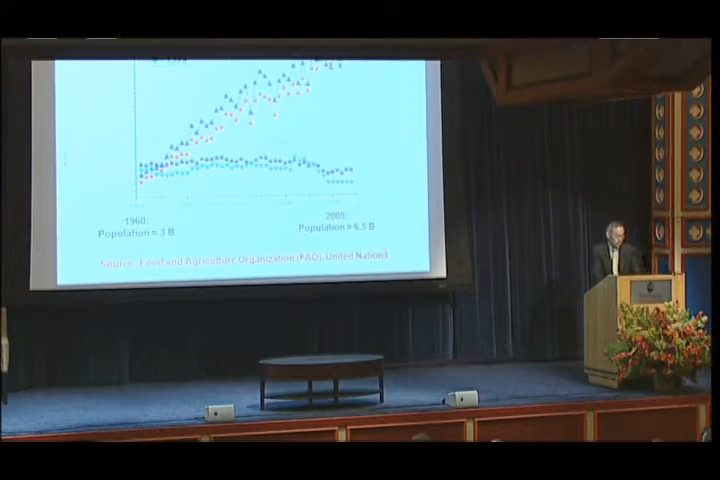 1960:
Population = 3 B
2005:
Population = 6.5 B
Source: Food and Agriculture Organization (FAO), United Nations